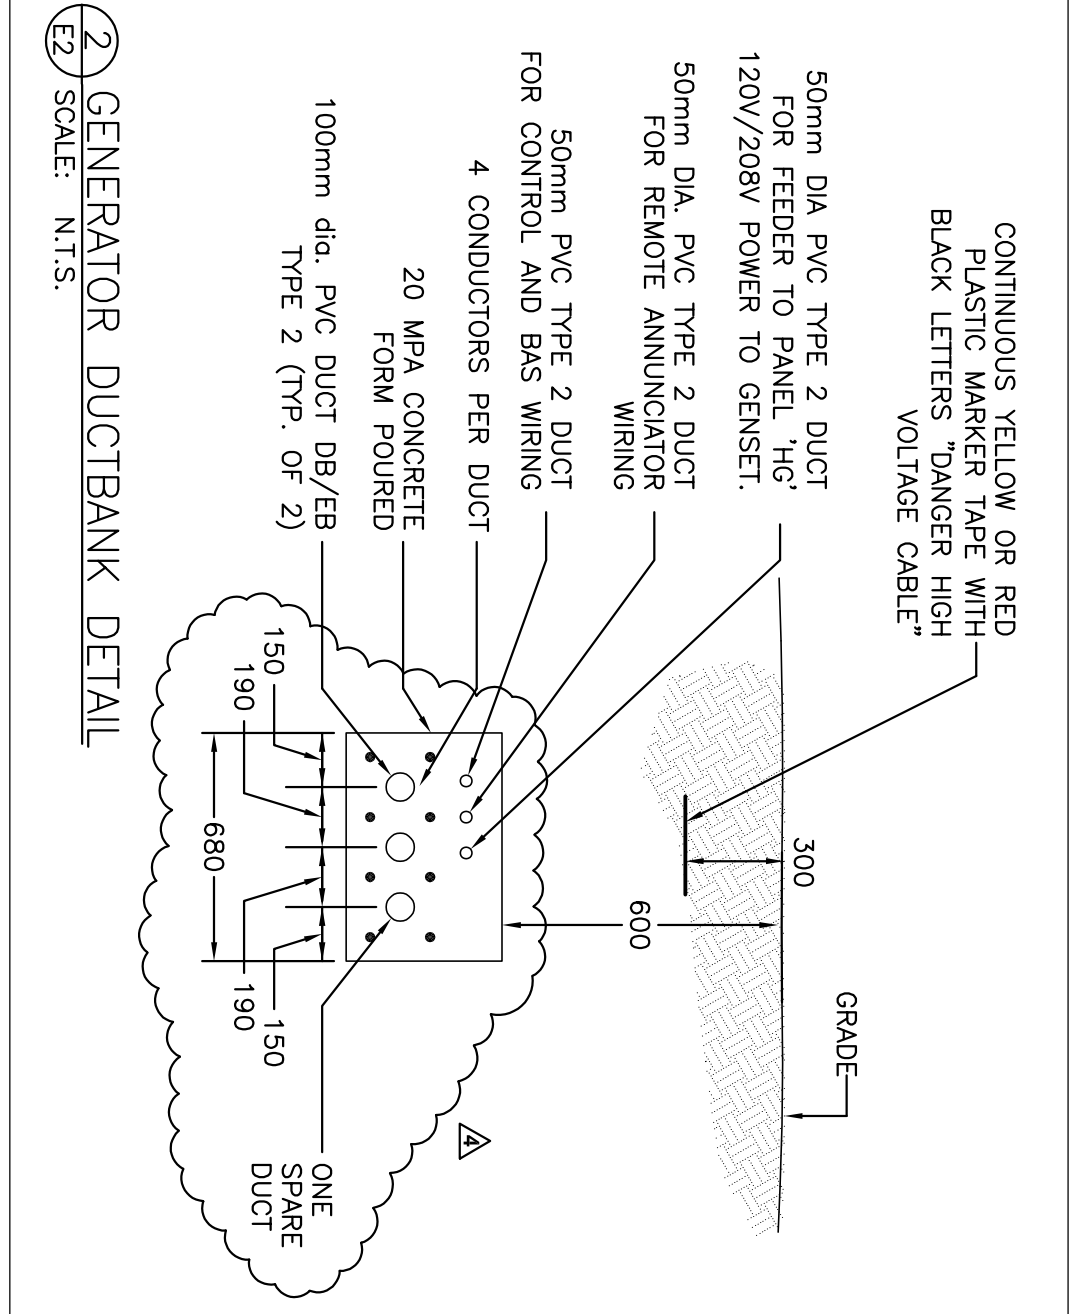 CONTINUOUS YELLOW OR RED
PLASTIC MARKER TAPE WITH
BLACK LETTERS "DANGER HIGH
VOLTAGE CABLE"
GRADE
300
600
50mm DIA PVC TYPE 2 DUCT
FOR FEEDER TO PANEL 'HG'
120V/208V POWER TO GENSET.
50mm DIA. PVC TYPE 2 DUCT
FOR REMOTE ANNUNCIATOR
WIRING
50mm PVC TYPE 2 DUCT
FOR CONTROL AND BAS WIRING
4 CONDUCTORS PER DUCT
20 MPA CONCRETE
FORM POURED
100mm dia. PVC DUCT DB/EB
TYPE 2 (TYP. OF 2)
4
ONE
SPARE
DUCT
150
150
190
190
680
2
E2
GENERATOR DUCTBANK DETAIL
SCALE: N.T.S.